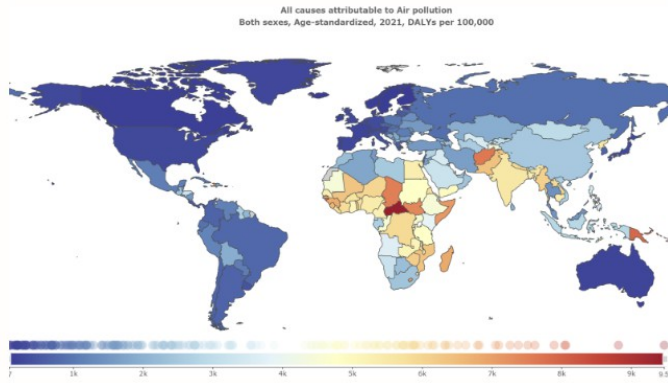 All causes attributable to Air pollution
Both sexes, Age-standardized, 2021, DALYs per 100,000
1k 2k 3k 4k 5k 6k 7k 8k 9k